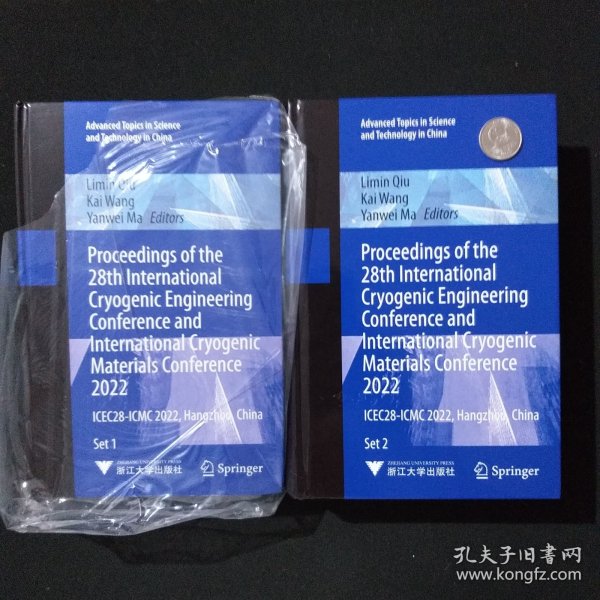 Advanced Topics in Science
and Technology in China
Limin Qiu
Kai Wang
Yanwei Ma Editors
Proceedings of the
28th International
Cryogenic Engineering
Conference and
International Cryogenic
Materials Conference
2022
ICEC28-ICMC 2022, Hangzhou, China
Set 1
ZHEJIANG UNIVERSITY PRESS
浙江大学出版社
Springer
Advanced Topics in Science
and Technology in China
Limin Qiu
Kai Wang
Yanwei Ma Editors
Proceedings of the
28th International
Cryogenic Engineering
Conference and
International Cryogenic
Materials Conference
2022
ICEC28-ICMC 2022, Hangzhou, China
Set 2
ZHEJIANG UNIVERSITY PRESS
浙江大学出版社
Springer
孔夫子旧书网
www.kongfz.com